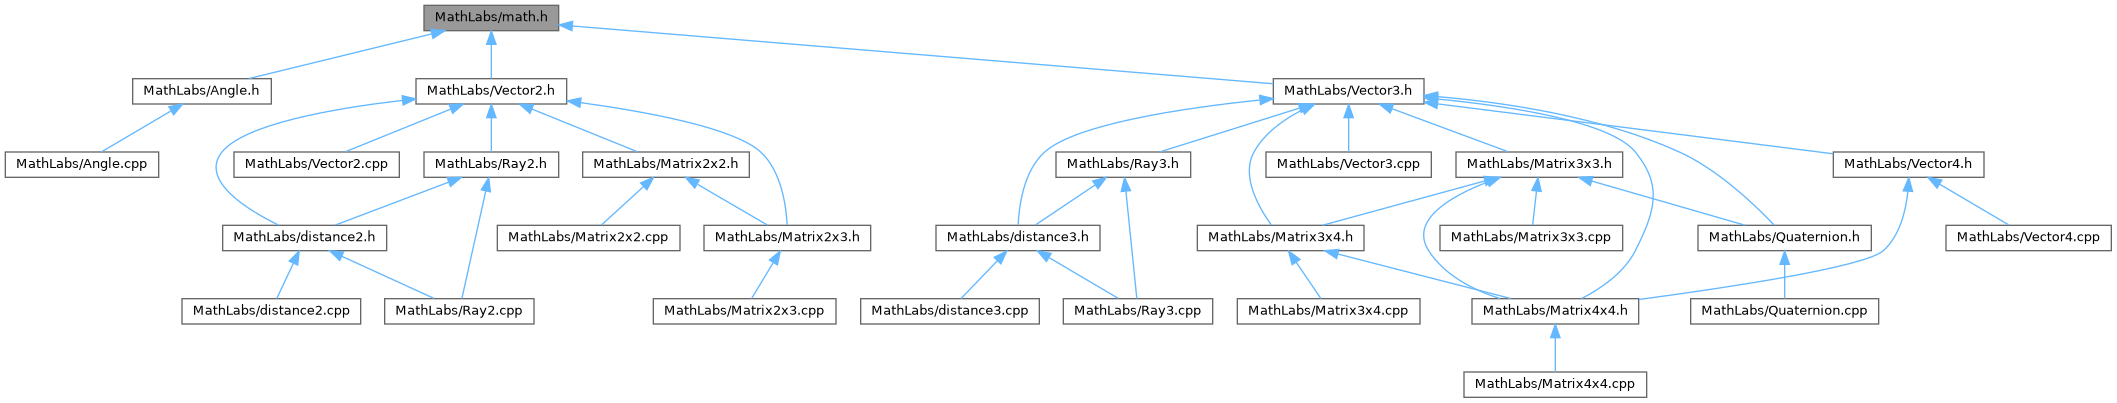 MathLabs/math.h
MathLabs/Angle.h
MathLabs/Vector2.h
MathLabs/Vector3.h
MathLabs/Angle.cpp
MathLabs/Vector2.cpp
MathLabs/Ray2.h
MathLabs/Matrix2x2.h
MathLabs/Ray3.h
MathLabs/Vector3.cpp
MathLabs/Matrix3x3.h
MathLabs/Vector4.h
MathLabs/distance2.h
MathLabs/Matrix2x2.cpp
MathLabs/Matrix2x3.h
MathLabs/distance3.h
MathLabs/Matrix3x4.h
MathLabs/Matrix3x3.cpp
MathLabs/Quaternion.h
MathLabs/Vector4.cpp
MathLabs/distance2.cpp
MathLabs/Ray2.cpp
MathLabs/Matrix2x3.cpp
MathLabs/distance3.cpp
MathLabs/Ray3.cpp
MathLabs/Matrix3x4.cpp
MathLabs/Matrix4x4.h
MathLabs/Quaternion.cpp
MathLabs/Matrix4x4.cpp